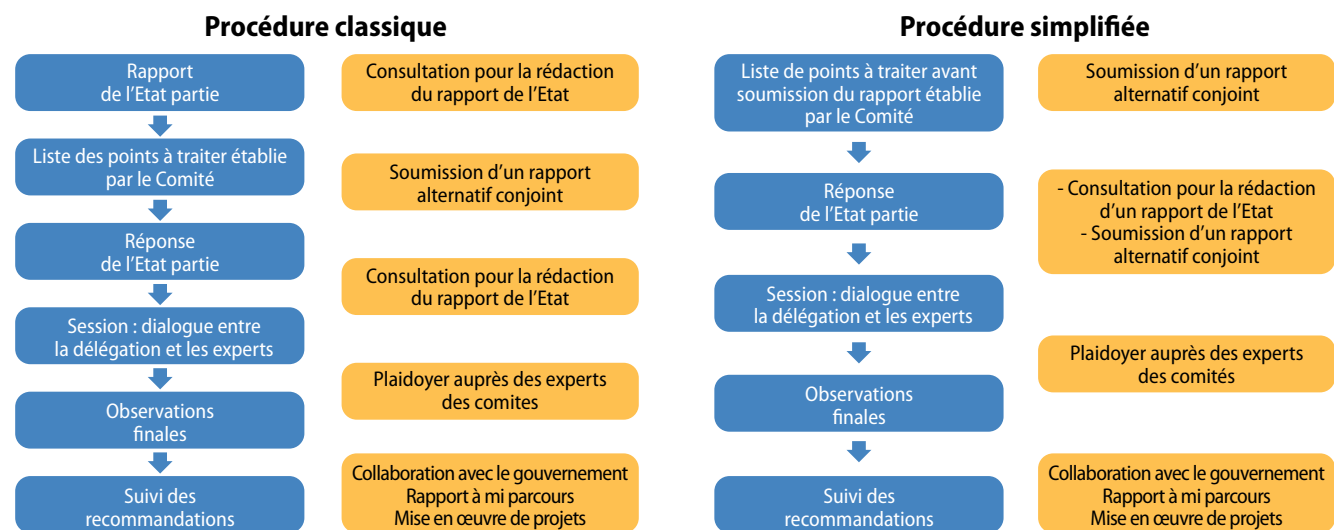 Procédure classique
Rapport
de l'Etat partie
Liste des points à traiter établie
par le Comité
Réponse
de l'Etat partie
Session : dialogue entre
la délégation et les experts
Observations
finales
Suivi des
recommandations
Consultation pour la rédaction
du rapport de l'Etat
Soumission d'un rapport
alternatif conjoint
Consultation pour la rédaction
du rapport de l'Etat
Plaidoyer auprès des experts
des comites
Collaboration avec le gouvernement
Rapport à mi parcours
Mise en œuvre de projets
Procédure simplifiée
Liste de points à traiter avant
soumission du rapport établie
par le Comité
Réponse
de l'Etat partie
Session : dialogue entre
la délégation et les experts
Observations
finales
Suivi des
recommandations
Soumission d'un rapport
alternatif conjoint
- Consultation pour la rédaction
d'un rapport de l'Etat
- Soumission d'un rapport
alternatif conjoint
Plaidoyer auprès des experts
des comités
Collaboration avec le gouvernement
Rapport à mi parcours
Mise en œuvre de projets